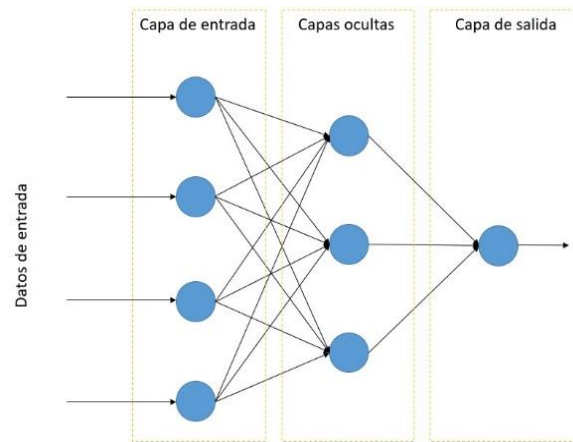 Capa de entrada
Capas ocultas
Capa de salida
Datos de entrada